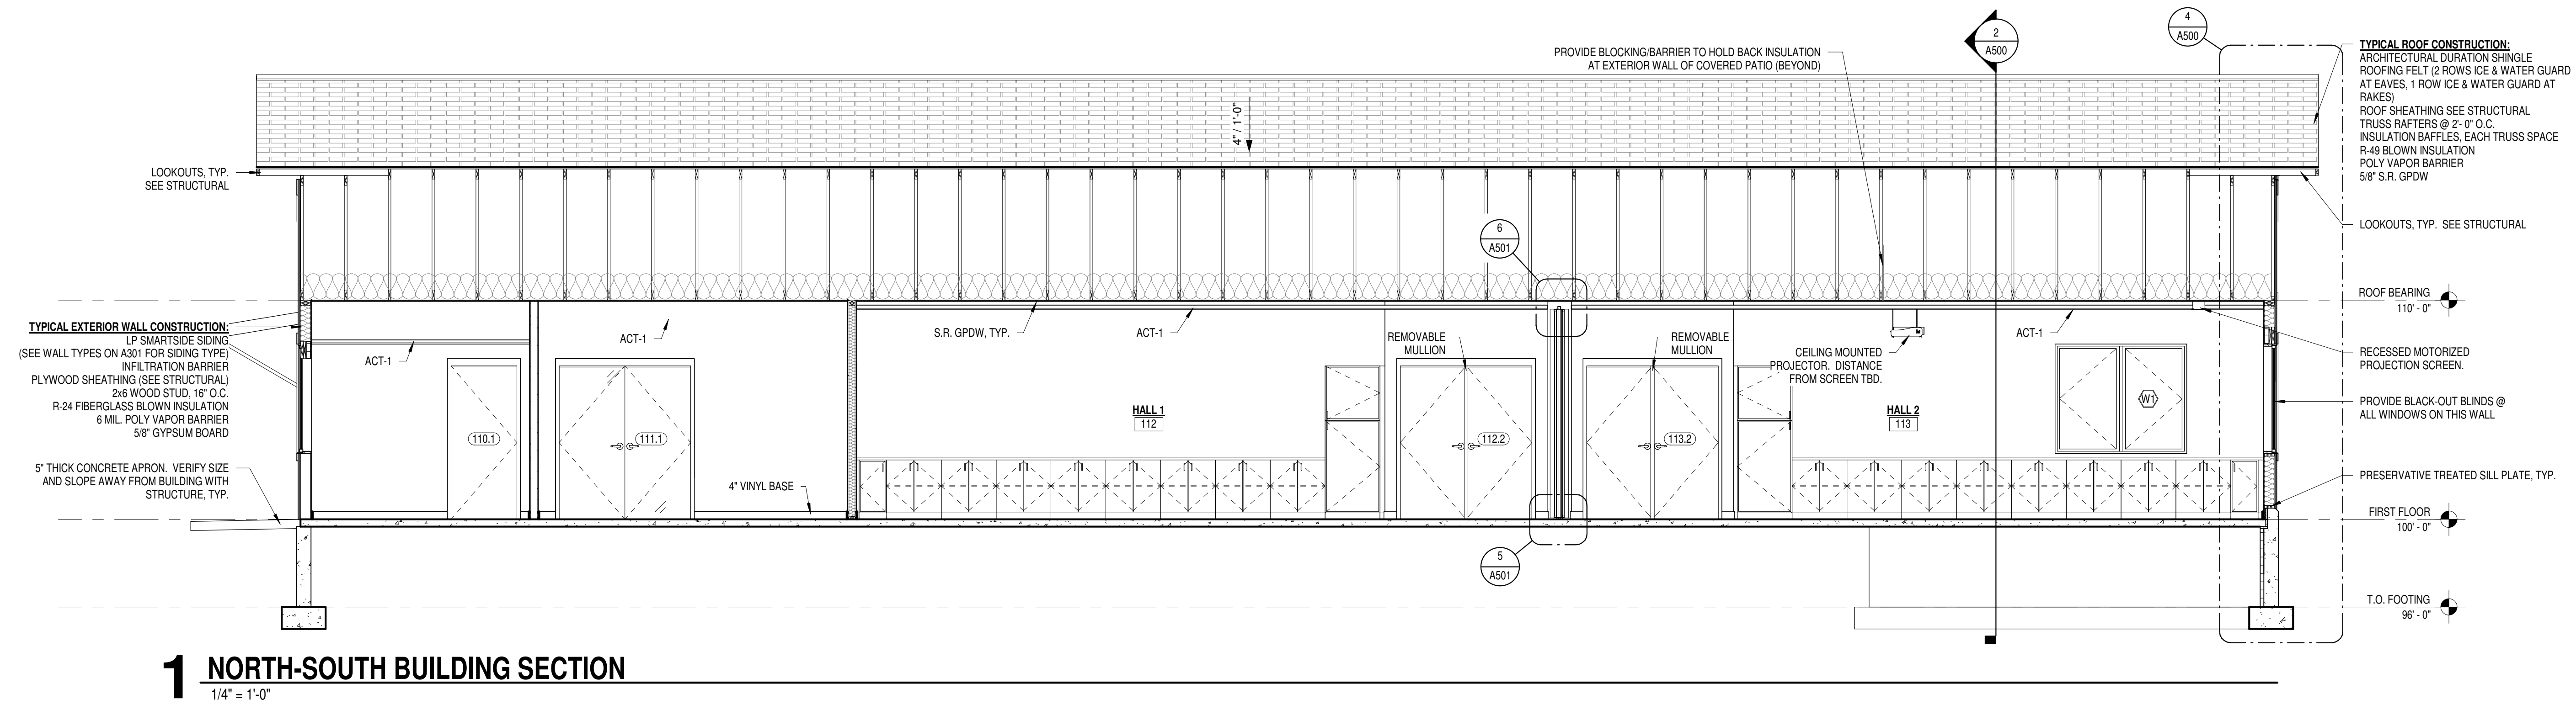 2
A500
4
A500
PROVIDE BLOCKING/BARRIER TO HOLD BACK INSULATION
AT EXTERIOR WALL OF COVERED PATIO (BEYOND)
TYPICAL ROOF CONSTRUCTION:
ARCHITECTURAL DURATION SHINGLE
ROOFING FELT (2 ROWS ICE & WATER GUARD
AT EAVES, 1 ROW ICE & WATER GUARD AT
RAKES)
ROOF SHEATHING SEE STRUCTURAL
TRUSS RAFTERS @ 2'- 0" O.C.
INSULATION BAFFLES, EACH TRUSS SPACE
R-49 BLOWN INSULATION
POLY VAPOR BARRIER
5/8" S.R. GPDW
4" / 1'-0"
LOOKOUTS, TYP.
SEE STRUCTURAL
LOOKOUTS, TYP.  SEE STRUCTURAL
6
A501
ROOF BEARING
110' - 0"
TYPICAL EXTERIOR WALL CONSTRUCTION:
LP SMARTSIDE SIDING
(SEE WALL TYPES ON A301 FOR SIDING TYPE)
INFILTRATION BARRIER
PLYWOOD SHEATHING (SEE STRUCTURAL)
2x6 WOOD STUD, 16" O.C.
R-24 FIBERGLASS BLOWN INSULATION
6 MIL. POLY VAPOR BARRIER
5/8" GYPSUM BOARD
ACT-1
ACT-1
S.R. GPDW, TYP.
ACT-1
REMOVABLE
MULLION
REMOVABLE
MULLION
CEILING MOUNTED
PROJECTOR.  DISTANCE
FROM SCREEN TBD.
ACT-1
RECESSED MOTORIZED
PROJECTION SCREEN.
PROVIDE BLACK-OUT BLINDS @
ALL WINDOWS ON THIS WALL
HALL 1
112
HALL 2
113
W1
110.1
111.1
112.2
113.2
5" THICK CONCRETE APRON.  VERIFY SIZE
AND SLOPE AWAY FROM BUILDING WITH
STRUCTURE, TYP.
4" VINYL BASE
PRESERVATIVE TREATED SILL PLATE, TYP.
FIRST FLOOR
100' - 0"
5
A501
T.O. FOOTING
96' - 0"
1 NORTH-SOUTH BUILDING SECTION
1/4" = 1'-0"